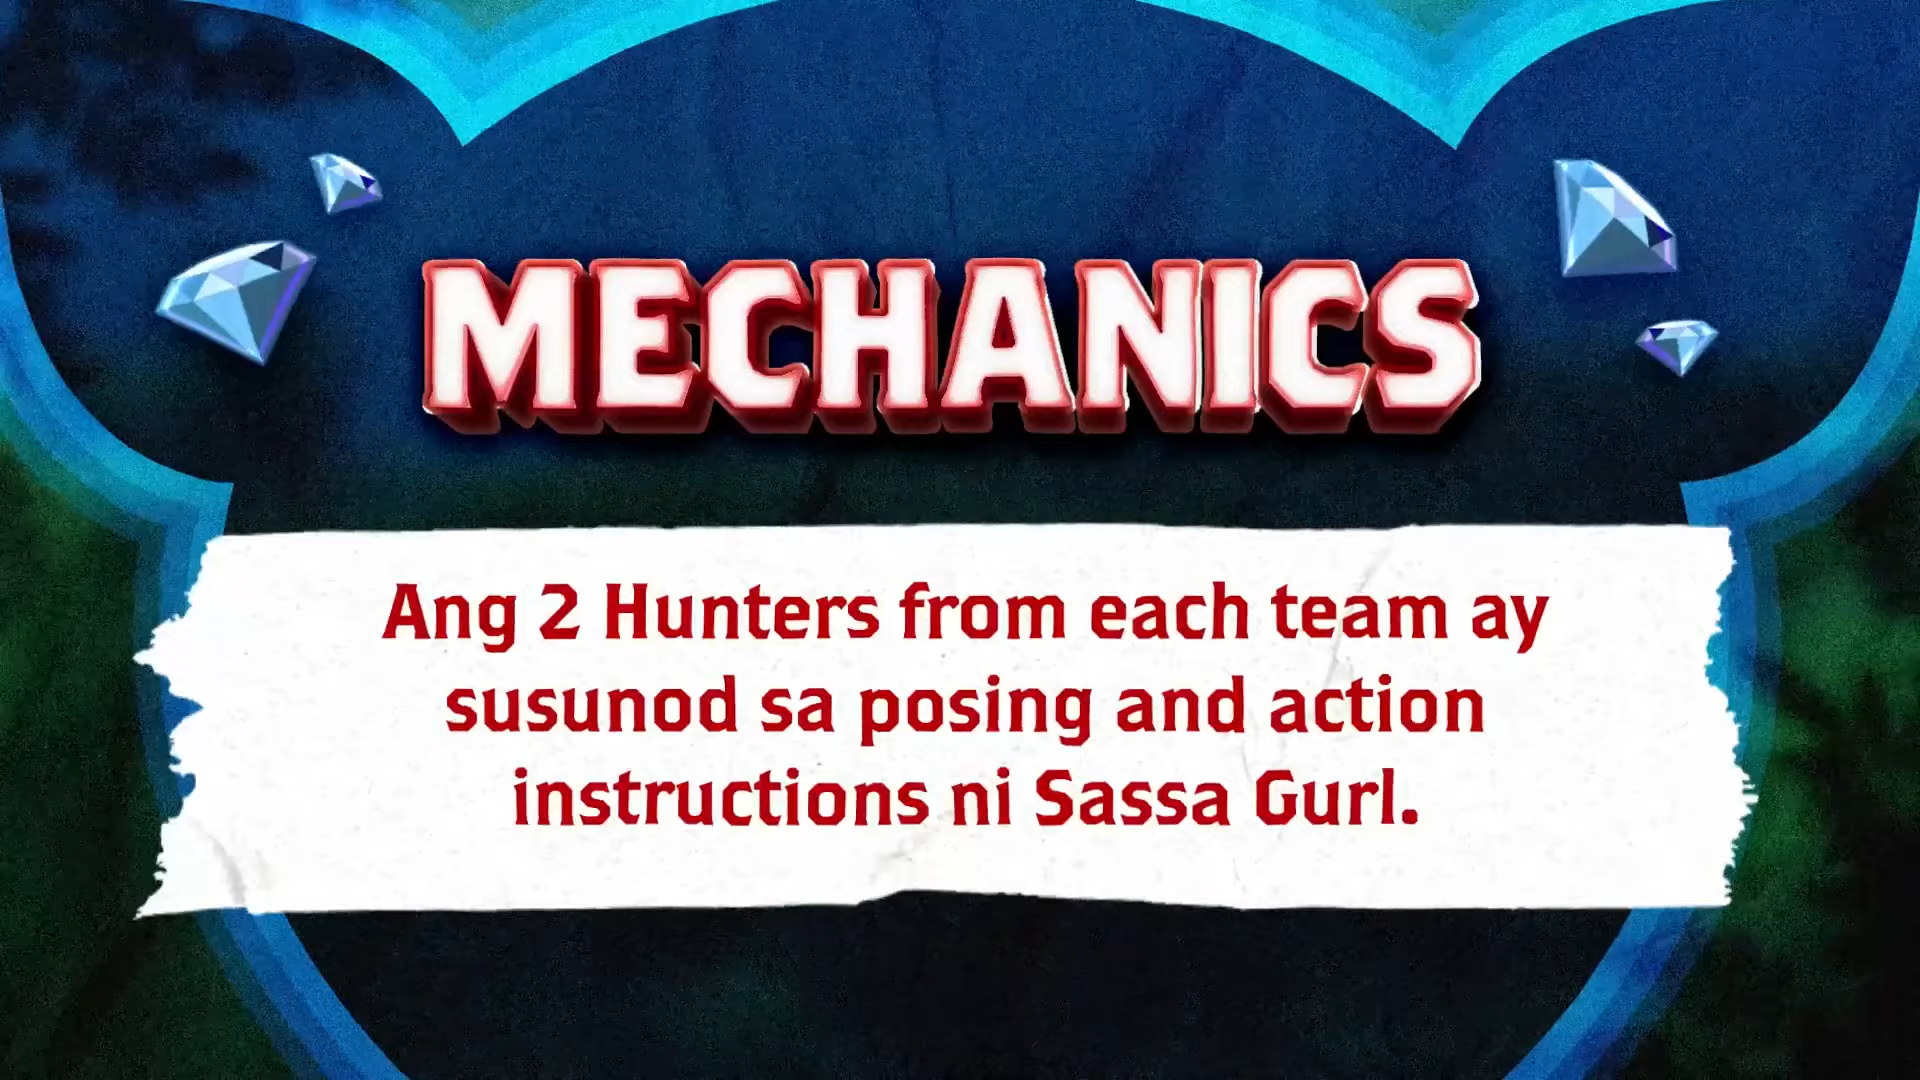 MECHANICS
Ang 2 Hunters from each team ay
susunod sa posing and action
instructions ni Sassa Gurl.